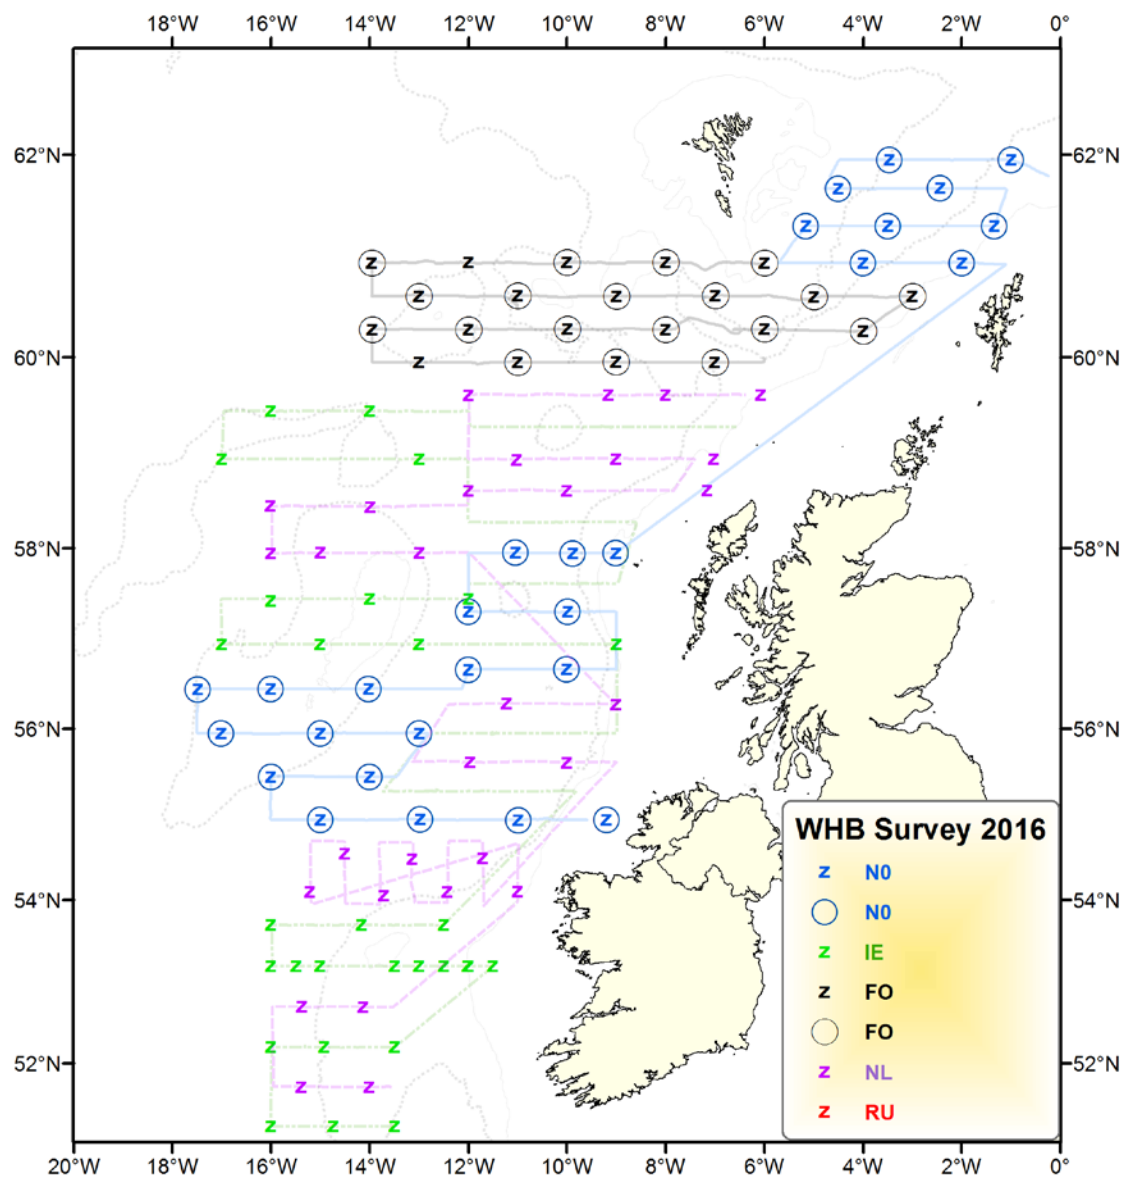 18°W 16°W 14°W 12°W 10°W 8°W 6°W 4°W 2°W 0°
62°N 62°N
60°N 60°N
58°N 58°N
56°N 56°N
54°N 54°N
52°N 52°N
WHB Survey 2016
z N0
N0
z IE
z FO
FO
z NL
z RU
20°W 18°W 16°W 14°W 12°W 10°W 8°W 6°W 4°W 2°W 0°